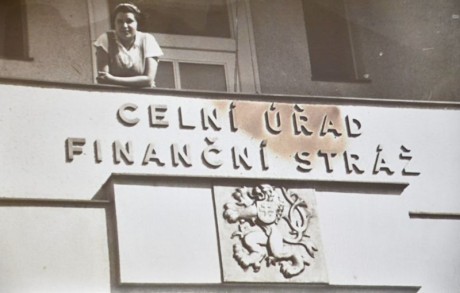 CELNÍ ÚŘAD
FINANČNÍ STRÁŽ